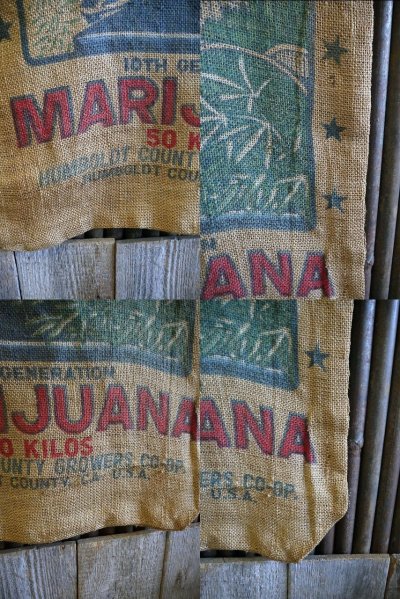 10TH GE
MARIJ
50 K
HUMBOLDT COUNTY
HUMBOLDT COU
ANA
GENERATION
IJUANA
0 KILOS
OUNTY GROWERS CO-OP.
COUNTY, CA U.S.A.
ANA
ERS CO-OP.
U.S.A.